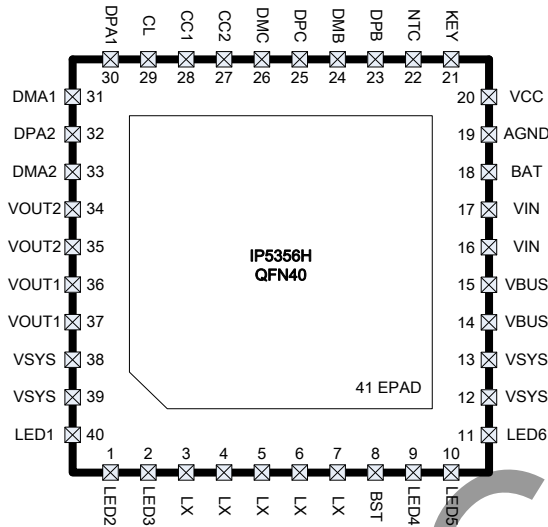 DPA1 CL CC1 CC2 DMC DPC DMB DPB NTC KEY
30 29 28 27 26 25 24 23 22 21
DMA1 31 20 VCC
DPA2 32 19 AGND
DMA2 33 18 BAT
VOUT2 34 17 VIN
VOUT2 35 16 VIN
VOUT1 36 15 VBUS
VOUT1 37 14 VBUS
VSYS 38 13 VSYS
VSYS 39 12 VSYS
LED1 40 11 LED6
IP5356H
QFN40
41 EPAD
1 2 3 4 5 6 7 8 9 10
LED2 LED3 LX LX LX LX LX BST LED4 LED5